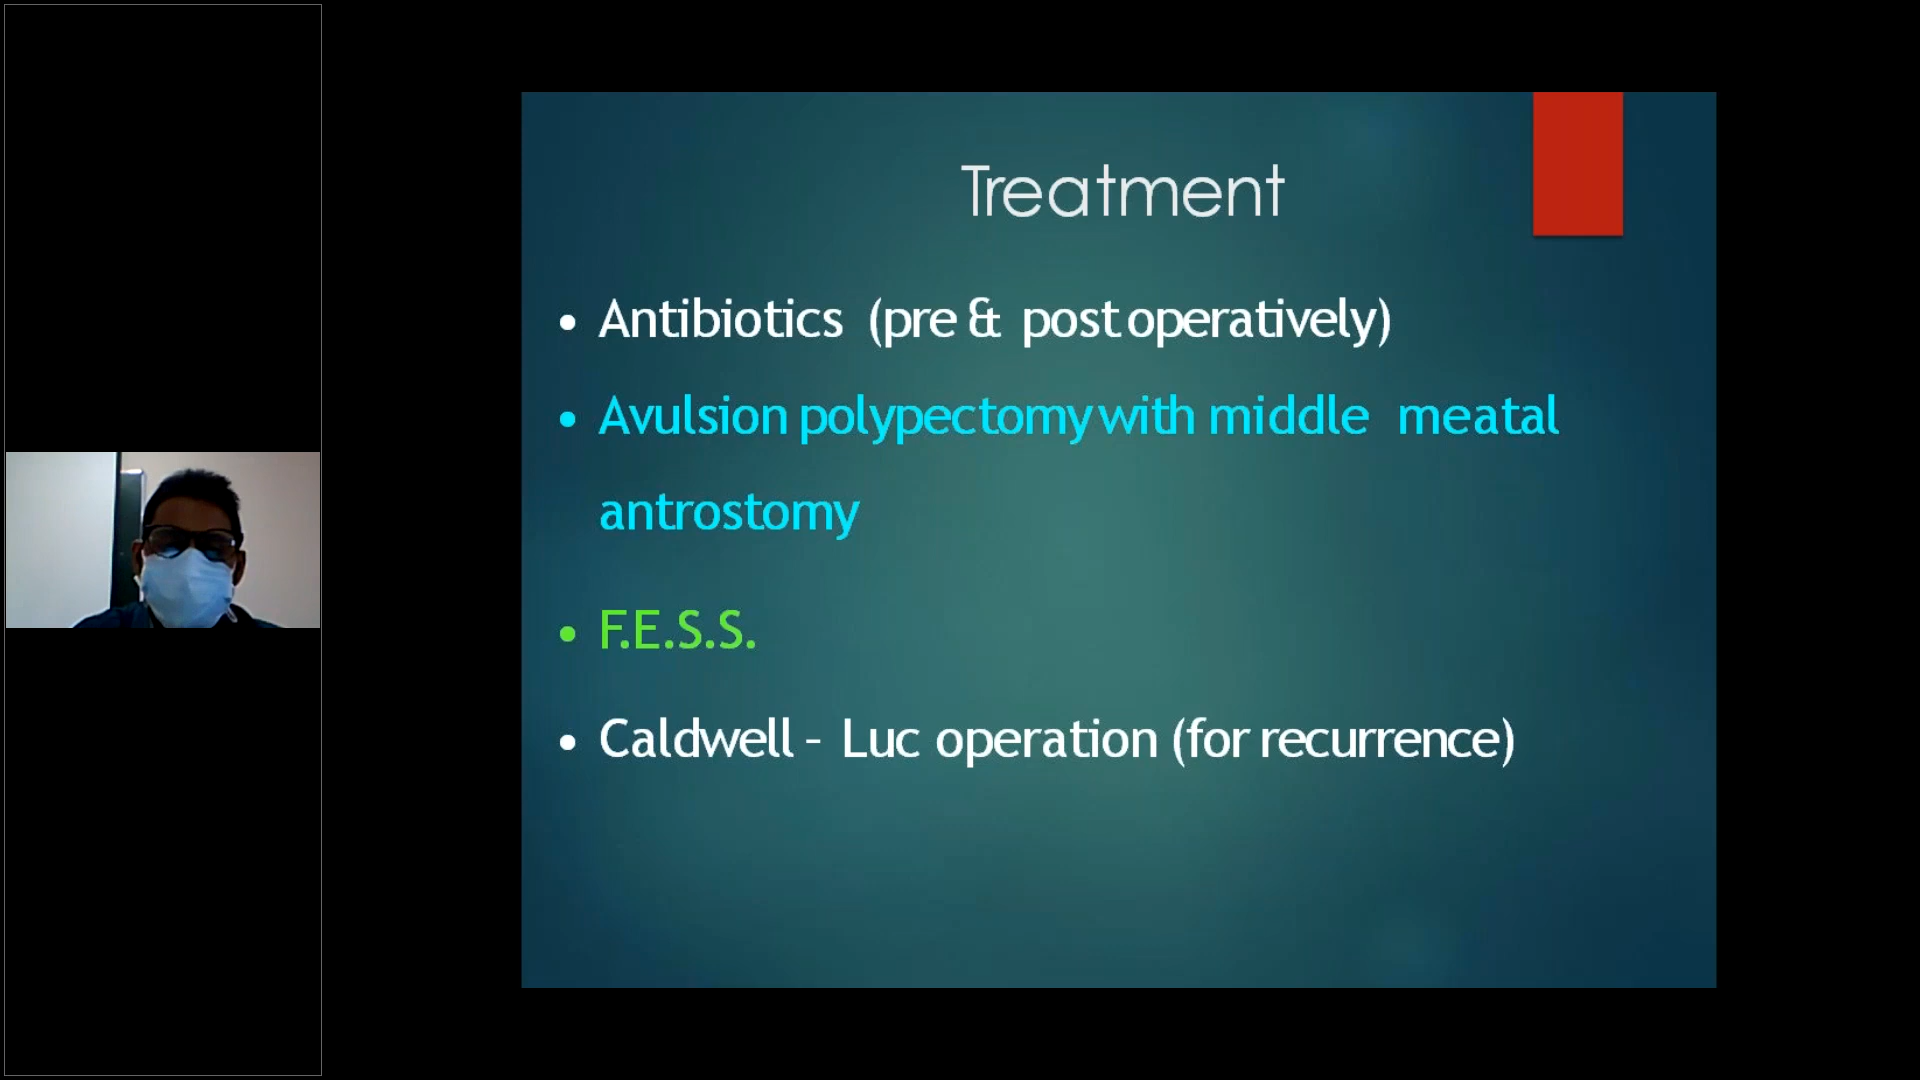 Treatment
• Antibiotics (pre & post operatively)
• Avulsion polypectomy with middle meatal
antrostomy
• F.E.S.S.
• Caldwell - Luc operation (for recurrence)